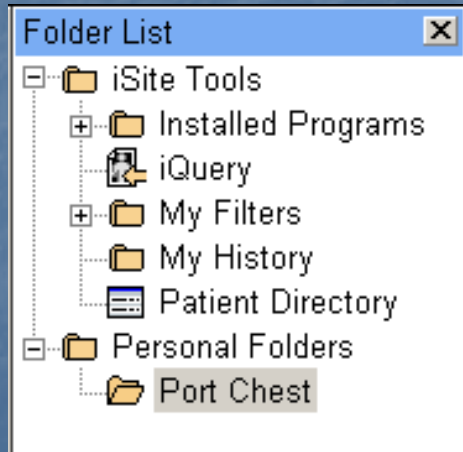 Folder List
iSite Tools
Installed Programs
iQuery
My Filters
My History
Patient Directory
Personal Folders
Port Chest